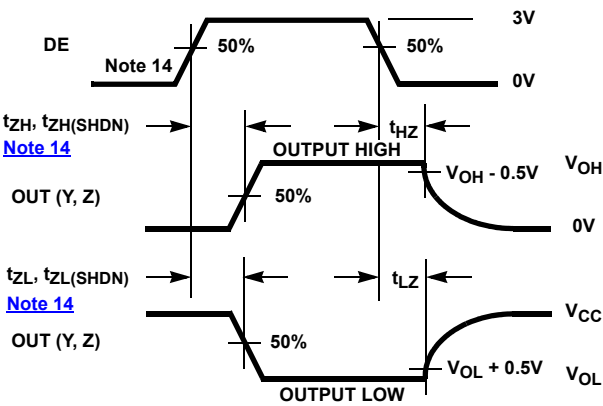 3V
DE
50%
50%
Note 14
0V
tZH, tZH(SHDN)
tHZ
Note 14
OUTPUT HIGH
VOH - 0.5V
VOH
OUT (Y, Z)
50%
0V
tZL, tZL(SHDN)
tLZ
Note 14
VCC
OUT (Y, Z)
50%
VOL + 0.5V
VOL
OUTPUT LOW